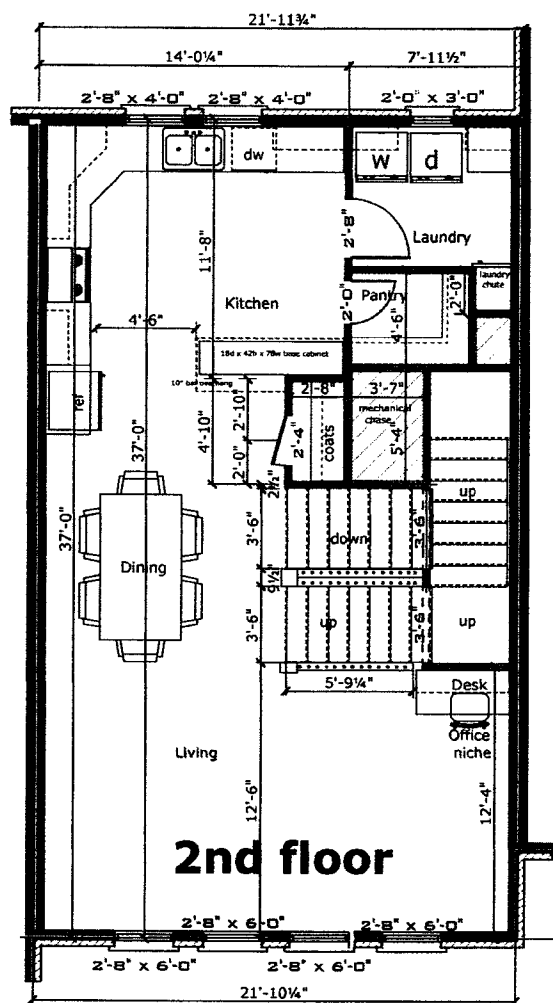 21'-11¾"
14'-0¼"
7'-11½"
2'-8" x 4'-0"
2'-8" x 4'-0"
2'-0" x 3'-0"
dw
w
d
2'-8"
Laundry
11'-8"
laundry
chute
2'-0"
Pantry
2'-0"
4'-6"
Kitchen
4'-6"
18d x 42h x 78w base cabinet
10" bar overhang
ref
2'-8"
3'-7"
2'-10"
4'-10"
2'-4"
coats
mechanical
chase
5'-4"
37'-0"
37'-0"
2'-0"
2½"
up
3'-6"
down
3'-6"
Dining
9½"
3'-6"
up
3'-6"
up
5'-9¼"
Desk
Office
niche
Living
12'-6"
12'-4"
2nd floor
2'-8" x 6'-0"
2'-8" x 6'-0"
2'-8" x 6'-0"
2'-8" x 6'-0"
21'-10¼"